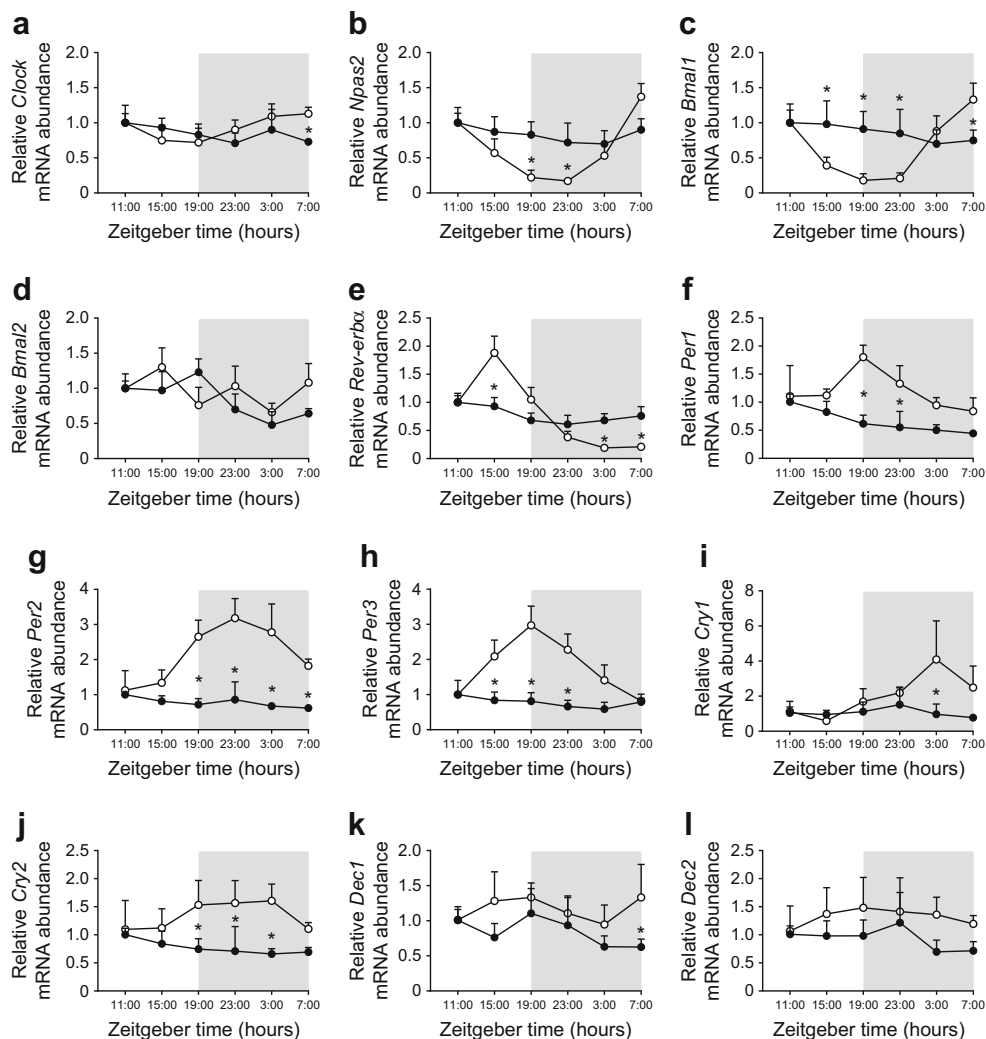 a
Relative Clock
mRNA abundance
2.0
1.5
1.0
0.5
0
11:00 15:00 19:00 23:00 3:00 7:00
*
Zeitgeber time (hours)
b
Relative Npas2
mRNA abundance
2.0
1.5
1.0
0.5
0
* *
11:00 15:00 19:00 23:00 3:00 7:00
Zeitgeber time (hours)
c
Relative Bmal1
mRNA abundance
2.0
1.5
1.0
0.5
0
* * * *
11:00 15:00 19:00 23:00 3:00 7:00
Zeitgeber time (hours)
d
Relative Bmal2
mRNA abundance
2.0
1.5
1.0
0.5
0
11:00 15:00 19:00 23:00 3:00 7:00
Zeitgeber time (hours)
e
Relative Rev-erbα
mRNA abundance
2.5
2.0
1.5
1.0
0.5
0
* * *
11:00 15:00 19:00 23:00 3:00 7:00
Zeitgeber time (hours)
f
Relative Per1
mRNA abundance
2.5
2.0
1.5
1.0
0.5
0
* *
11:00 15:00 19:00 23:00 3:00 7:00
Zeitgeber time (hours)
g
Relative Per2
mRNA abundance
4
3
2
1
0
* * * *
11:00 15:00 19:00 23:00 3:00 7:00
Zeitgeber time (hours)
h
Relative Per3
mRNA abundance
4
3
2
1
0
* * *
11:00 15:00 19:00 23:00 3:00 7:00
Zeitgeber time (hours)
i
Relative Cry1
mRNA abundance
8
6
4
2
0
*
11:00 15:00 19:00 23:00 3:00 7:00
Zeitgeber time (hours)
j
Relative Cry2
mRNA abundance
2.5
2.0
1.5
1.0
0.5
0
* * *
11:00 15:00 19:00 23:00 3:00 7:00
Zeitgeber time (hours)
k
Relative Dec1
mRNA abundance
2.0
1.5
1.0
0.5
0
*
11:00 15:00 19:00 23:00 3:00 7:00
Zeitgeber time (hours)
l
Relative Dec2
mRNA abundance
2.5
2.0
1.5
1.0
0.5
0
11:00 15:00 19:00 23:00 3:00 7:00
Zeitgeber time (hours)